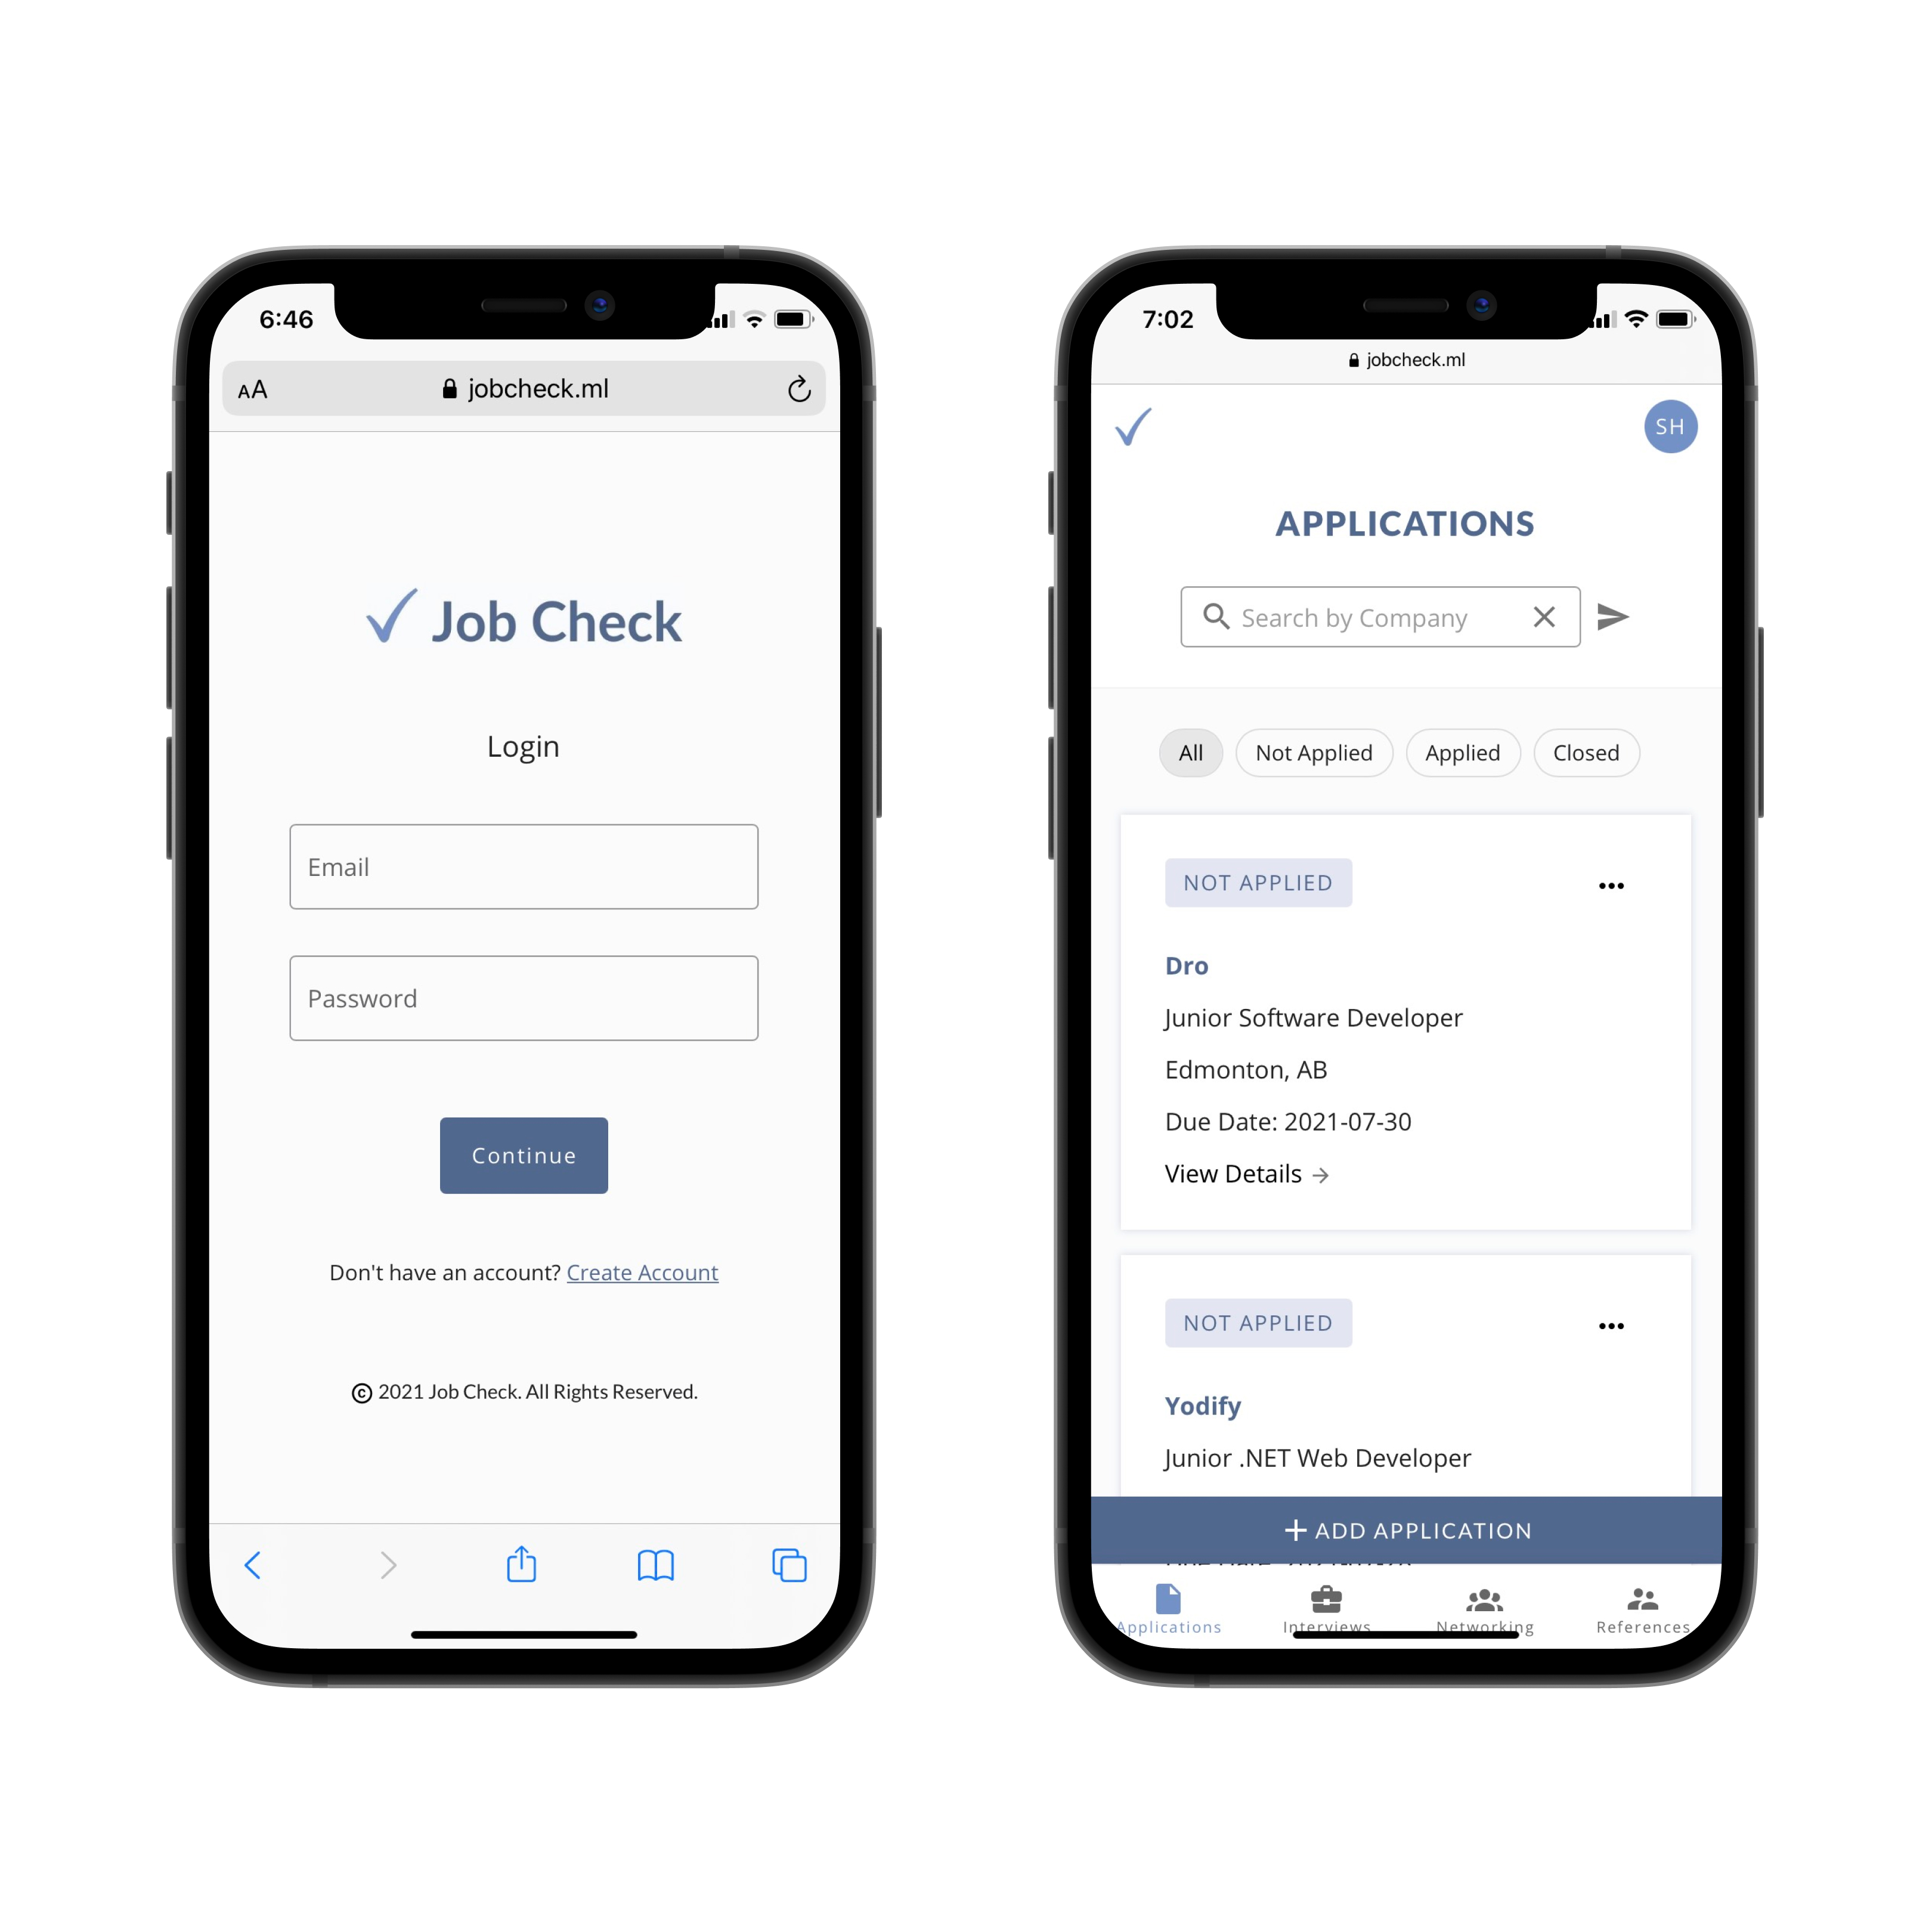 6:46
AA jobcheck.ml
Job Check
Login
Email
Password
Continue
Don't have an account? Create Account
© 2021 Job Check. All Rights Reserved.
7:02
jobcheck.ml
SH
APPLICATIONS
Search by Company
All Not Applied Applied Closed
NOT APPLIED
Dro
Junior Software Developer
Edmonton, AB
Due Date: 2021-07-30
View Details →
NOT APPLIED
Yodify
Junior .NET Web Developer
+ ADD APPLICATION
Applications Interviews Networking References